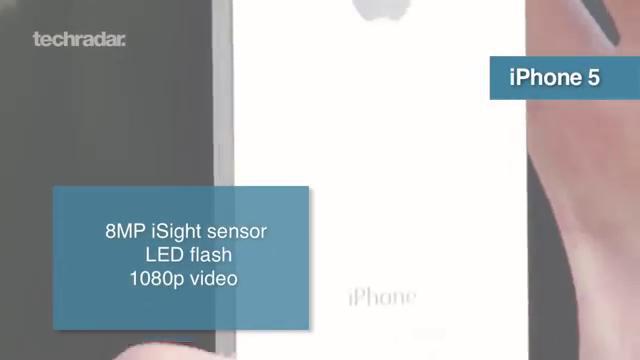 techradar.
iPhone 5
8MP iSight sensor
LED flash
1080p video
iPhone